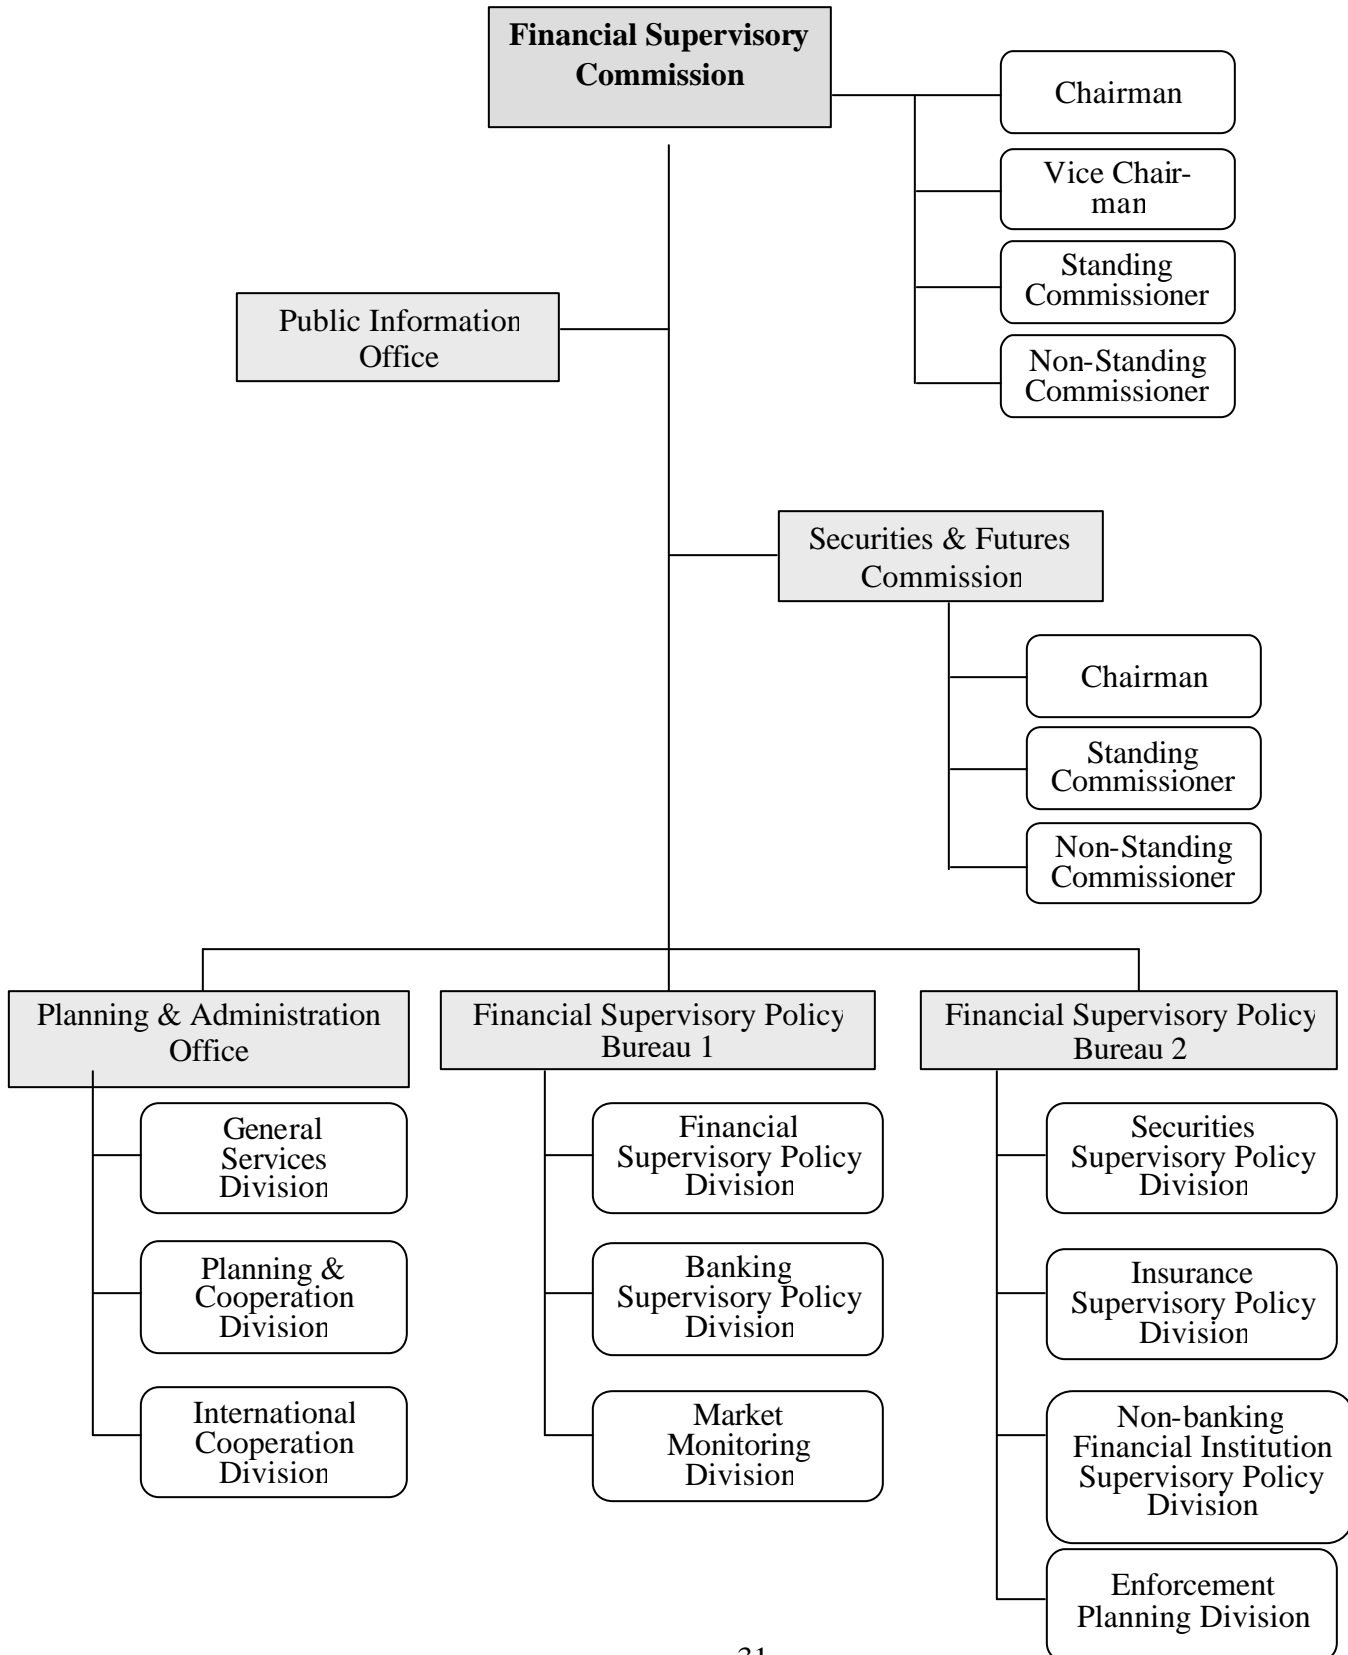 Financial Supervisory
Commission
Chairman
Vice Chair-
man
Standing
Commissioner
Non-Standing
Commissioner
Public Information
Office
Securities & Futures
Commission
Chairman
Standing
Commissioner
Non-Standing
Commissioner
Planning & Administration
Office
General
Services
Division
Planning &
Cooperation
Division
International
Cooperation
Division
Financial Supervisory Policy
Bureau 1
Financial
Supervisory Policy
Division
Banking
Supervisory Policy
Division
Market
Monitoring
Division
Financial Supervisory Policy
Bureau 2
Securities
Supervisory Policy
Division
Insurance
Supervisory Policy
Division
Non-banking
Financial Institution
Supervisory Policy
Division
Enforcement
Planning Division
31